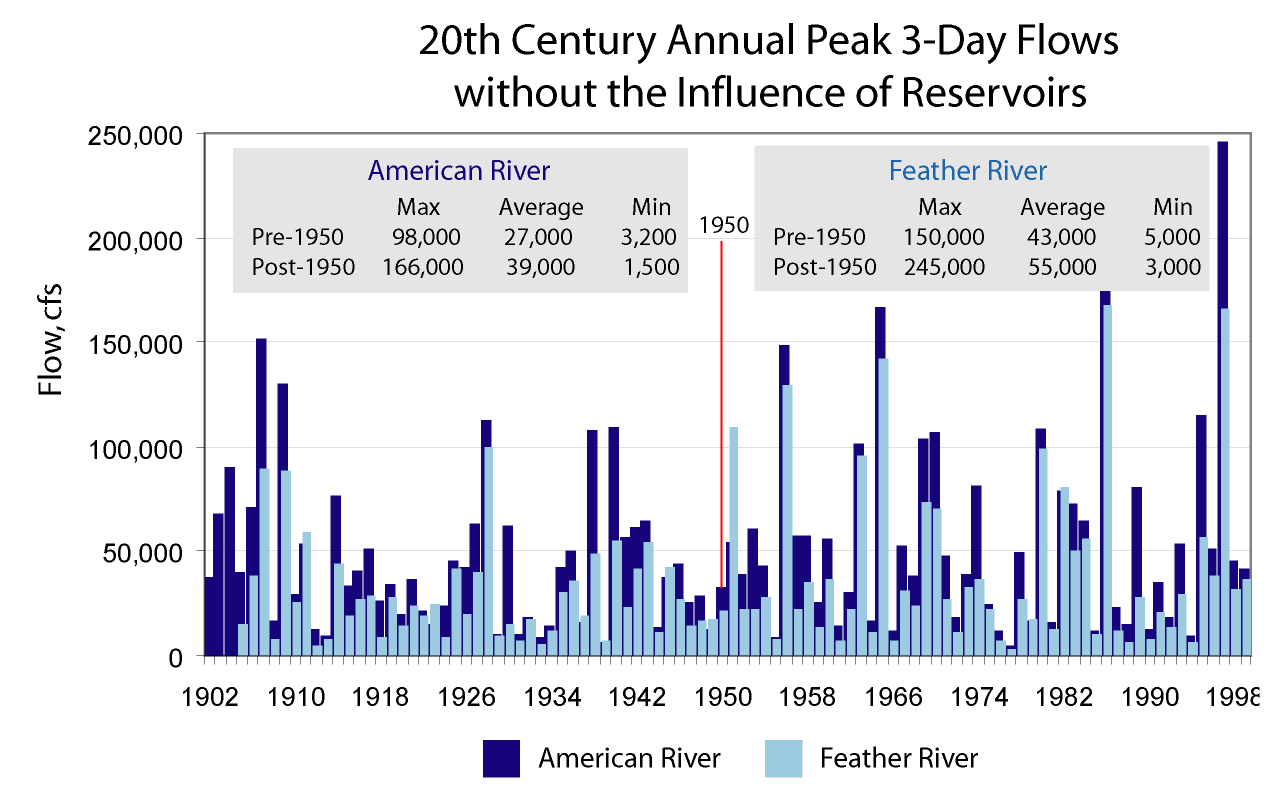 20th Century Annual Peak 3-Day Flows
without the Influence of Reservoirs
Flow, cfs
250,000
200,000
150,000
100,000
50,000
0
American River
Max Average Min
Pre-1950 98,000 27,000 3,200
Post-1950 166,000 39,000 1,500
1950
Feather River
Max Average Min
Pre-1950 150,000 43,000 5,000
Post-1950 245,000 55,000 3,000
1902 1910 1918 1926 1934 1942 1950 1958 1966 1974 1982 1990 1998
American River Feather River